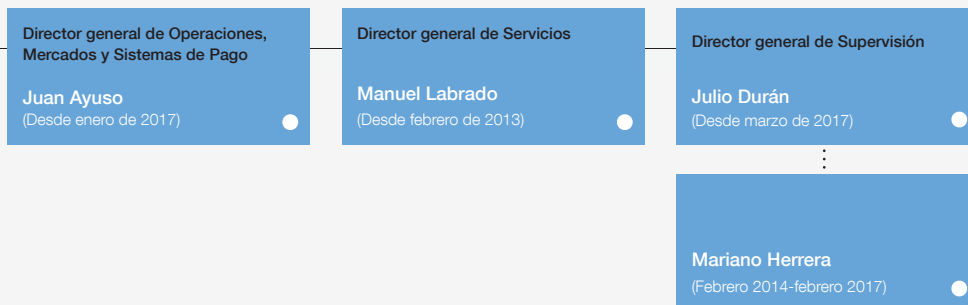 Director general de Operaciones,
Mercados y Sistemas de Pago
Juan Ayuso
(Desde enero de 2017)
Director general de Servicios
Manuel Labrado
(Desde febrero de 2013)
Director general de Supervisión
Julio Durán
(Desde marzo de 2017)
Mariano Herrera
(Febrero 2014-febrero 2017)